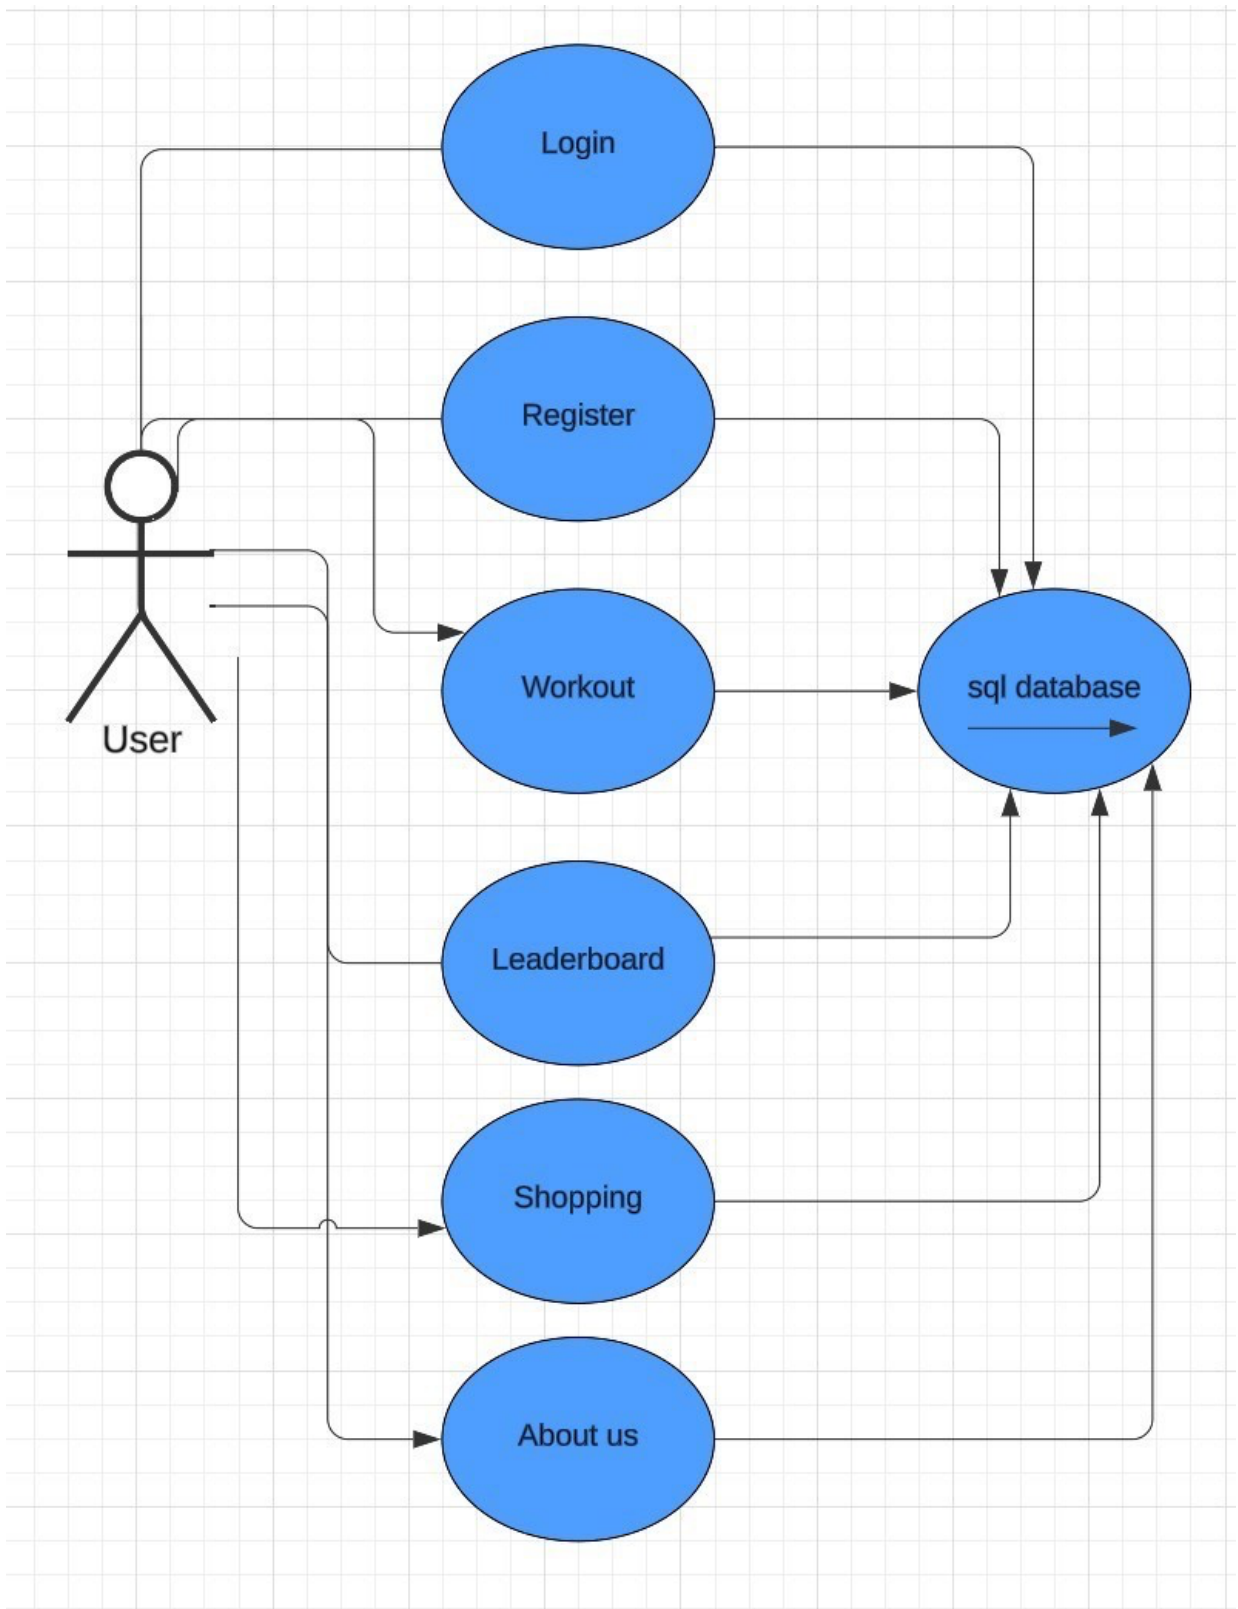 Login
Register
Workout
sql database
User
Leaderboard
Shopping
About us